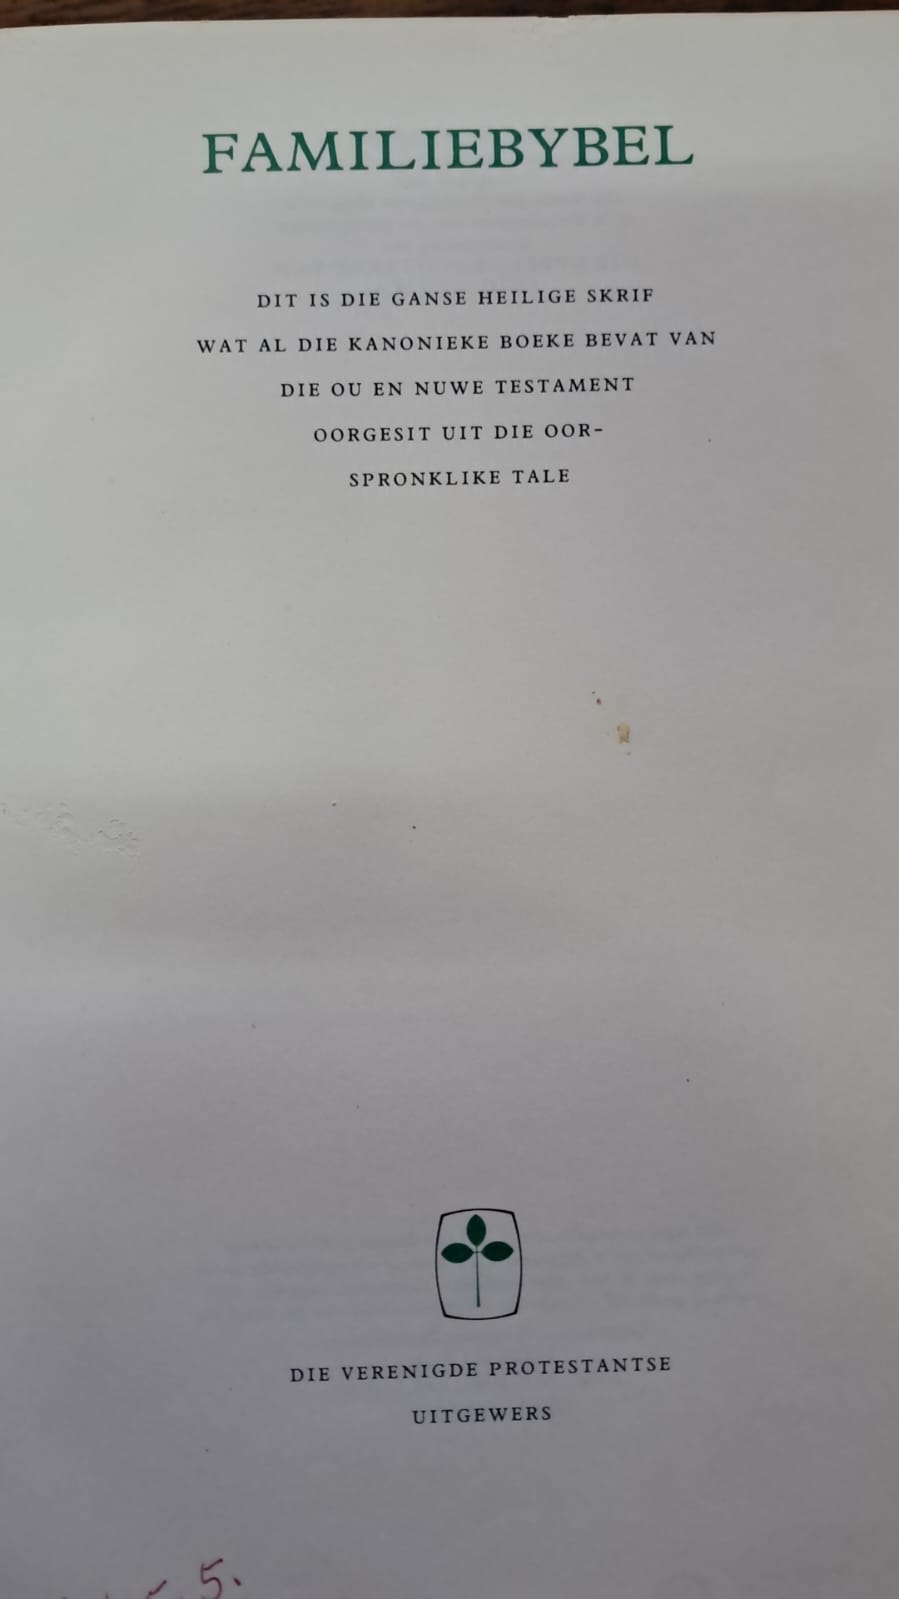 FAMILIEBYBEL
DIT IS DIE GANSE HEILIGE SKRIF
WAT AL DIE KANONIEKE BOEKE BEVAT VAN
DIE OU EN NUWE TESTAMENT
OORGESIT UIT DIE OOR-
SPRONKLIKE TALE
DIE VERENIGDE PROTESTANTSE
UITGEWERS
5.